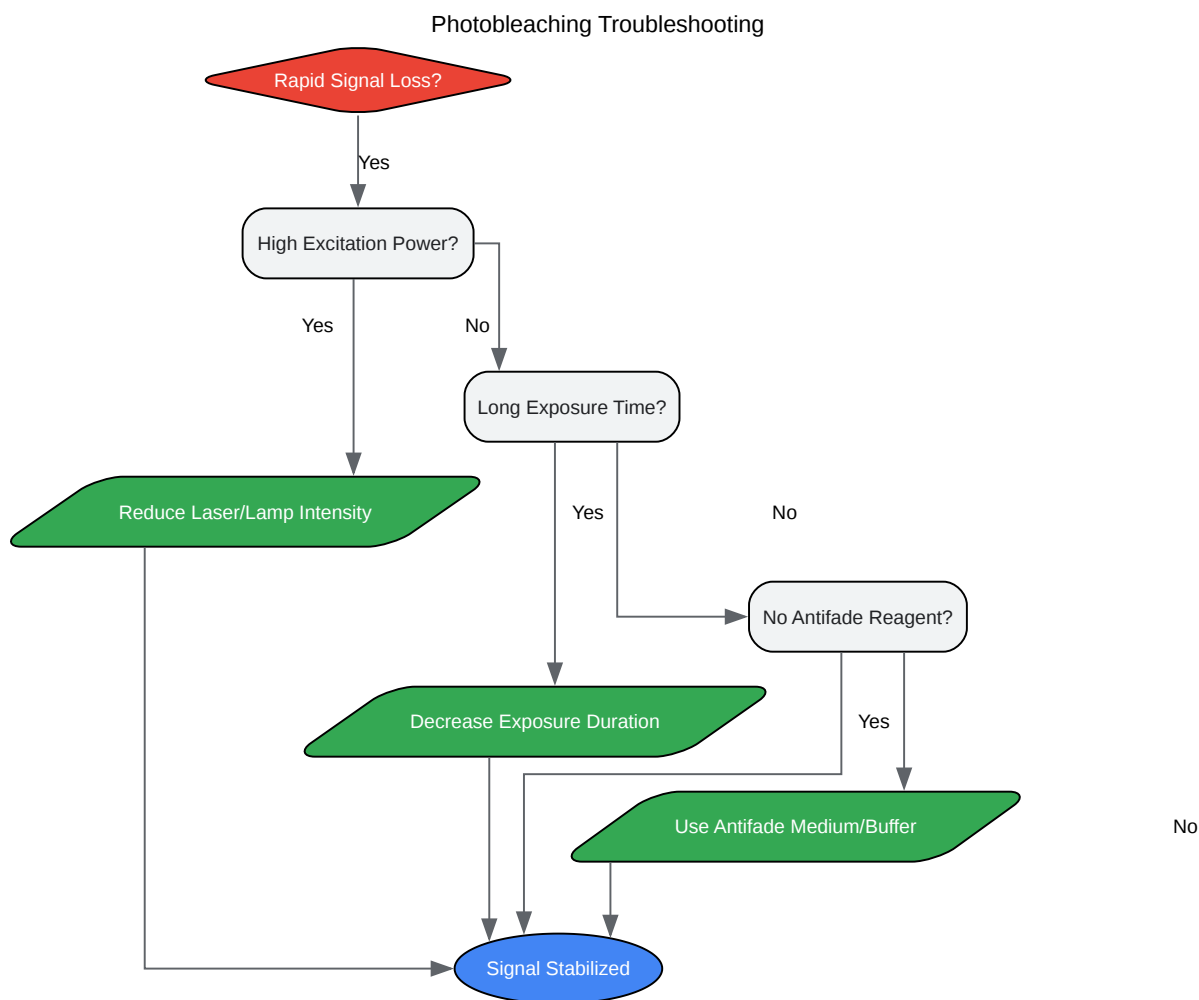 Photobleaching Troubleshooting
Rapid Signal Loss?
Yes
High Excitation Power?
Yes
No
Long Exposure Time?
Reduce Laser/Lamp Intensity
Yes
No
No Antifade Reagent?
Decrease Exposure Duration
Yes
Use Antifade Medium/Buffer
No
Signal Stabilized